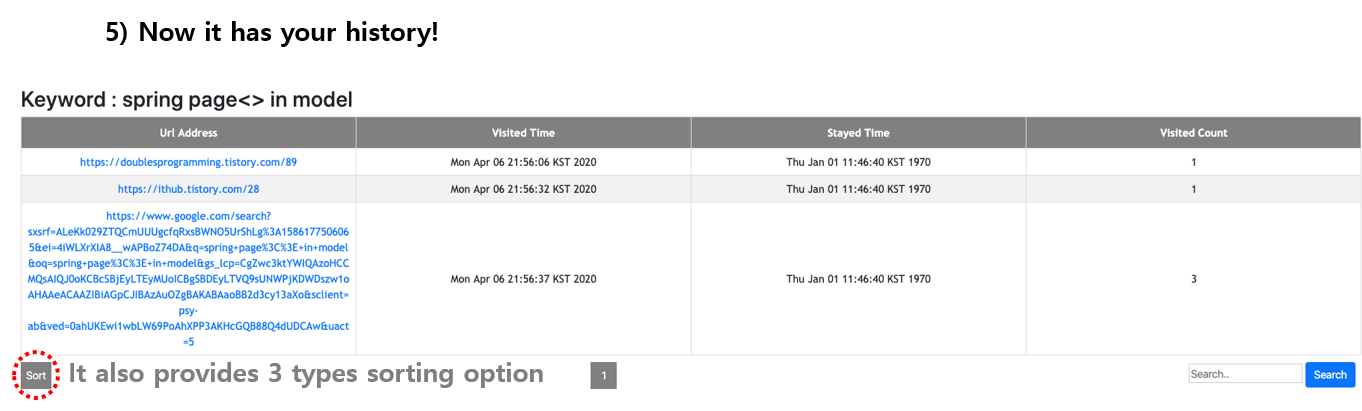 5) Now it has your history!
Keyword : spring page<> in model
Url Address Visited Time Stayed Time Visited Count
https://doublesprogramming.tistory.com/89 Mon Apr 06 21:56:06 KST 2020 Thu Jan 01 11:46:40 KST 1970 1
https://ithub.tistory.com/28 Mon Apr 06 21:56:32 KST 2020 Thu Jan 01 11:46:40 KST 1970 1
https://www.google.com/search?
sxsrf=ALeKk029ZTQCmUUUgcfqRxsBWNO5UrShLg%3A158617750606
5&ei=4iWLXrXIA8__wAPBoZ74DA&q=spring+page%3C%3E+in+model
&oq=spring+page%3C%3E+in+model&gs_lcp=CgZwc3ktYWIQAzoHCC
MQsAIQJ0oKCBcSBjEyLTEyMUoICBgSBDEyLTVQ9sUNWPjKDWDszw1o
AHAAeACAAZIBiAGpCJIBAzAuOZgBAKABAaoBB2d3cy13aXo&sclient=
psy-
ab&ved=0ahUKEwi1wbLW69PoAhXPP3AKHcGQB88Q4dUDCAw&uact
=5
Mon Apr 06 21:56:37 KST 2020 Thu Jan 01 11:46:40 KST 1970 3
Sort It also provides 3 types sorting option 1 Search.. Search